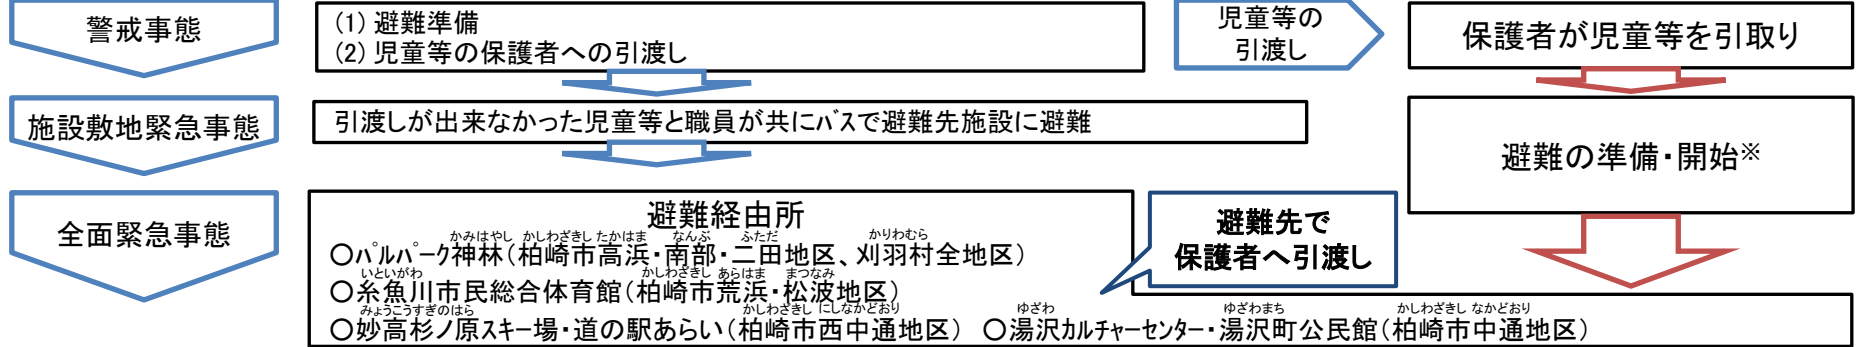 警戒事態
(1) 避難準備
(2) 児童等の保護者への引渡し
児童等の
引渡し
保護者が児童等を引取り
施設敷地緊急事態
引渡しが出来なかった児童等と職員が共にバスで避難先施設に避難
避難の準備・開始※
全面緊急事態
避難経由所
かみはやし かしわざきし たかはま なんぶ ふただ かりわむら
〇パルパーク神林(柏崎市高浜・南部・二田地区、刈羽村全地区)
いといがわ かしわざきし あらはま まつなみ
〇糸魚川市民総合体育館(柏崎市荒浜・松波地区)
みょうこうすぎのはら かしわざきし にしなかどおり ゆざわ ゆざわまち かしわざきし なかどおり
〇妙高杉ノ原スキー場・道の駅あらい(柏崎市西中通地区) 〇湯沢カルチャーセンター・湯沢町公民館(柏崎市中通地区)
避難先で
保護者へ引渡し